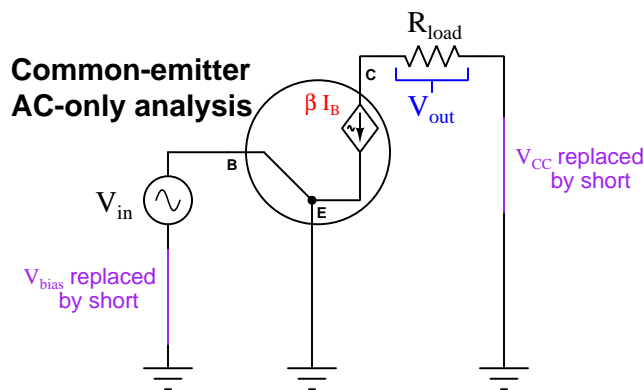 Common-emitter
AC-only analysis
R_load
C
β I_B
V_out
B
E
V_in
V_CC replaced
by short
V_bias replaced
by short